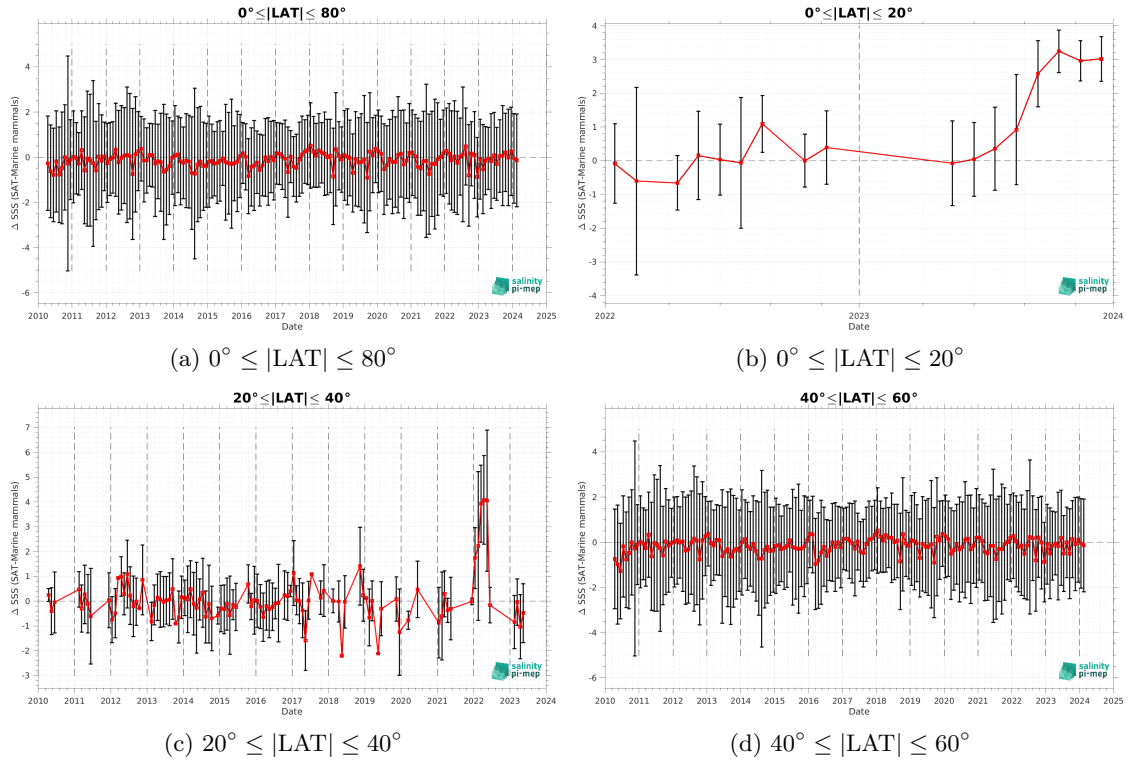 0°≤|LAT|≤ 80°
Δ SSS (SAT-Marine mammals)
4
2
0
-2
-4
-6
salinity
pi-mep
2010 2011 2012 2013 2014 2015 2016 2017 2018 2019 2020 2021 2022 2023 2024 2025
Date
(a) 0° ≤ |LAT| ≤ 80°
0°≤|LAT|≤ 20°
Δ SSS (SAT-Marine mammals)
4
3
2
1
0
-1
-2
-3
-4
salinity
pi-mep
2022 2023 2024
Date
(b) 0° ≤ |LAT| ≤ 20°
20°≤|LAT|≤ 40°
Δ SSS (SAT-Marine mammals)
7
6
5
4
3
2
1
0
-1
-2
-3
salinity
pi-mep
2010 2011 2012 2013 2014 2015 2016 2017 2018 2019 2020 2021 2022 2023 2024
Date
(c) 20° ≤ |LAT| ≤ 40°
40°≤|LAT|≤ 60°
Δ SSS (SAT-Marine mammals)
4
2
0
-2
-4
-6
salinity
pi-mep
2010 2011 2012 2013 2014 2015 2016 2017 2018 2019 2020 2021 2022 2023 2024 2025
Date
(d) 40° ≤ |LAT| ≤ 60°